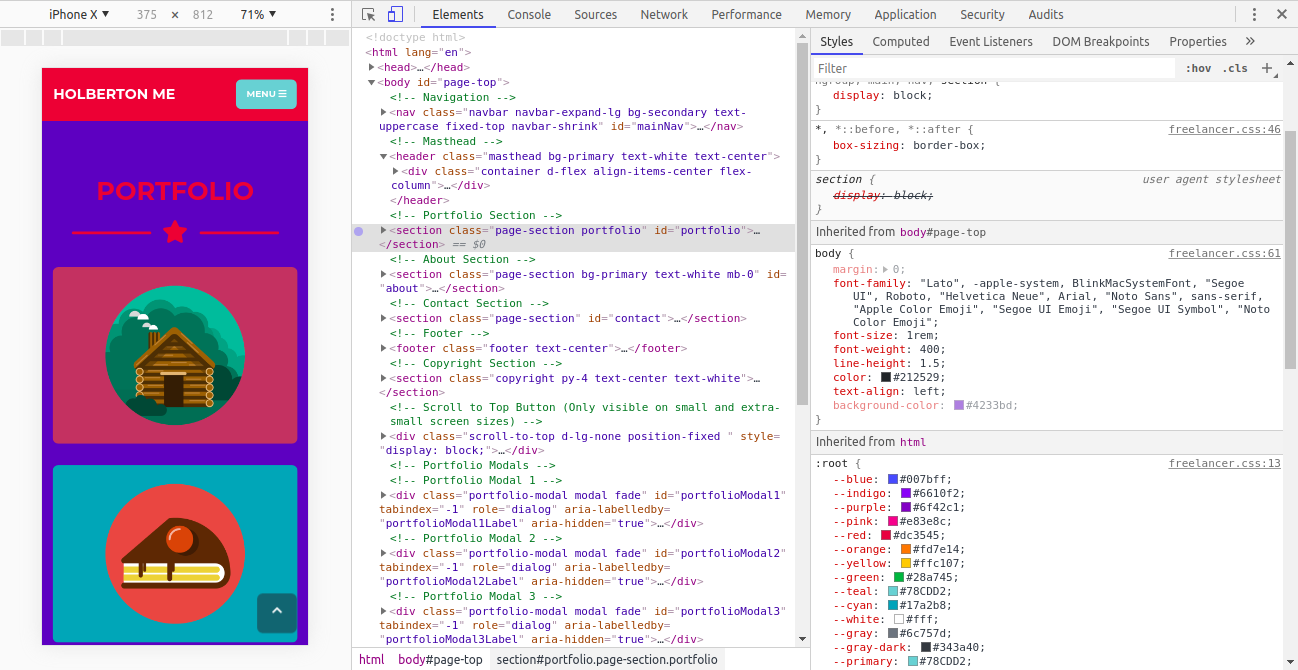 iPhone X ▼ 375 × 812 71% ▼
Elements Console Sources Network Performance Memory Application Security Audits
HOLBERTON ME
MENU ☰
PORTFOLIO
<!doctype html>
<html lang="en">
<head>…</head>
<body id="page-top">
<!-- Navigation -->
<nav class="navbar navbar-expand-lg bg-secondary text-
uppercase fixed-top navbar-shrink" id="mainNav">…</nav>
<!-- Masthead -->
<header class="masthead bg-primary text-white text-center">
<div class="container d-flex align-items-center flex-
column">…</div>
</header>
<!-- Portfolio Section -->
<section class="page-section portfolio" id="portfolio">…
</section> == $0
<!-- About Section -->
<section class="page-section bg-primary text-white mb-0" id=
"about">…</section>
<!-- Contact Section -->
<section class="page-section" id="contact">…</section>
<!-- Footer -->
<footer class="footer text-center">…</footer>
<!-- Copyright Section -->
<section class="copyright py-4 text-center text-white">…
</section>
<!-- Scroll to Top Button (Only visible on small and extra-
small screen sizes) -->
<div class="scroll-to-top d-lg-none position-fixed " style=
"display: block;">…</div>
<!-- Portfolio Modals -->
<!-- Portfolio Modal 1 -->
<div class="portfolio-modal modal fade" id="portfolioModal1"
tabindex="-1" role="dialog" aria-labelledby=
"portfolioModal1Label" aria-hidden="true">…</div>
<!-- Portfolio Modal 2 -->
<div class="portfolio-modal modal fade" id="portfolioModal2"
tabindex="-1" role="dialog" aria-labelledby=
"portfolioModal2Label" aria-hidden="true">…</div>
<!-- Portfolio Modal 3 -->
<div class="portfolio-modal modal fade" id="portfolioModal3"
tabindex="-1" role="dialog" aria-labelledby=
"portfolioModal3Label" aria-hidden="true">…</div>
html body#page-top section#portfolio.page-section.portfolio
Styles Computed Event Listeners DOM Breakpoints Properties »
Filter :hov .cls +
display: block;
}
*, *::before, *::after { freelancer.css:46
box-sizing: border-box;
}
section { user agent stylesheet
display: block;
}
Inherited from body#page-top
body { freelancer.css:61
margin: 0;
font-family: "Lato", -apple-system, BlinkMacSystemFont, "Segoe
UI", Roboto, "Helvetica Neue", Arial, "Noto Sans", sans-serif,
"Apple Color Emoji", "Segoe UI Emoji", "Segoe UI Symbol", "Noto
Color Emoji";
font-size: 1rem;
font-weight: 400;
line-height: 1.5;
color: #212529;
text-align: left;
background-color: #4233bd;
}
Inherited from html
:root { freelancer.css:13
--blue: #007bff;
--indigo: #6610f2;
--purple: #6f42c1;
--pink: #e83e8c;
--red: #dc3545;
--orange: #fd7e14;
--yellow: #ffc107;
--green: #28a745;
--teal: #78CDD2;
--cyan: #17a2b8;
--white: #fff;
--gray: #6c757d;
--gray-dark: #343a40;
--primary: #78CDD2;